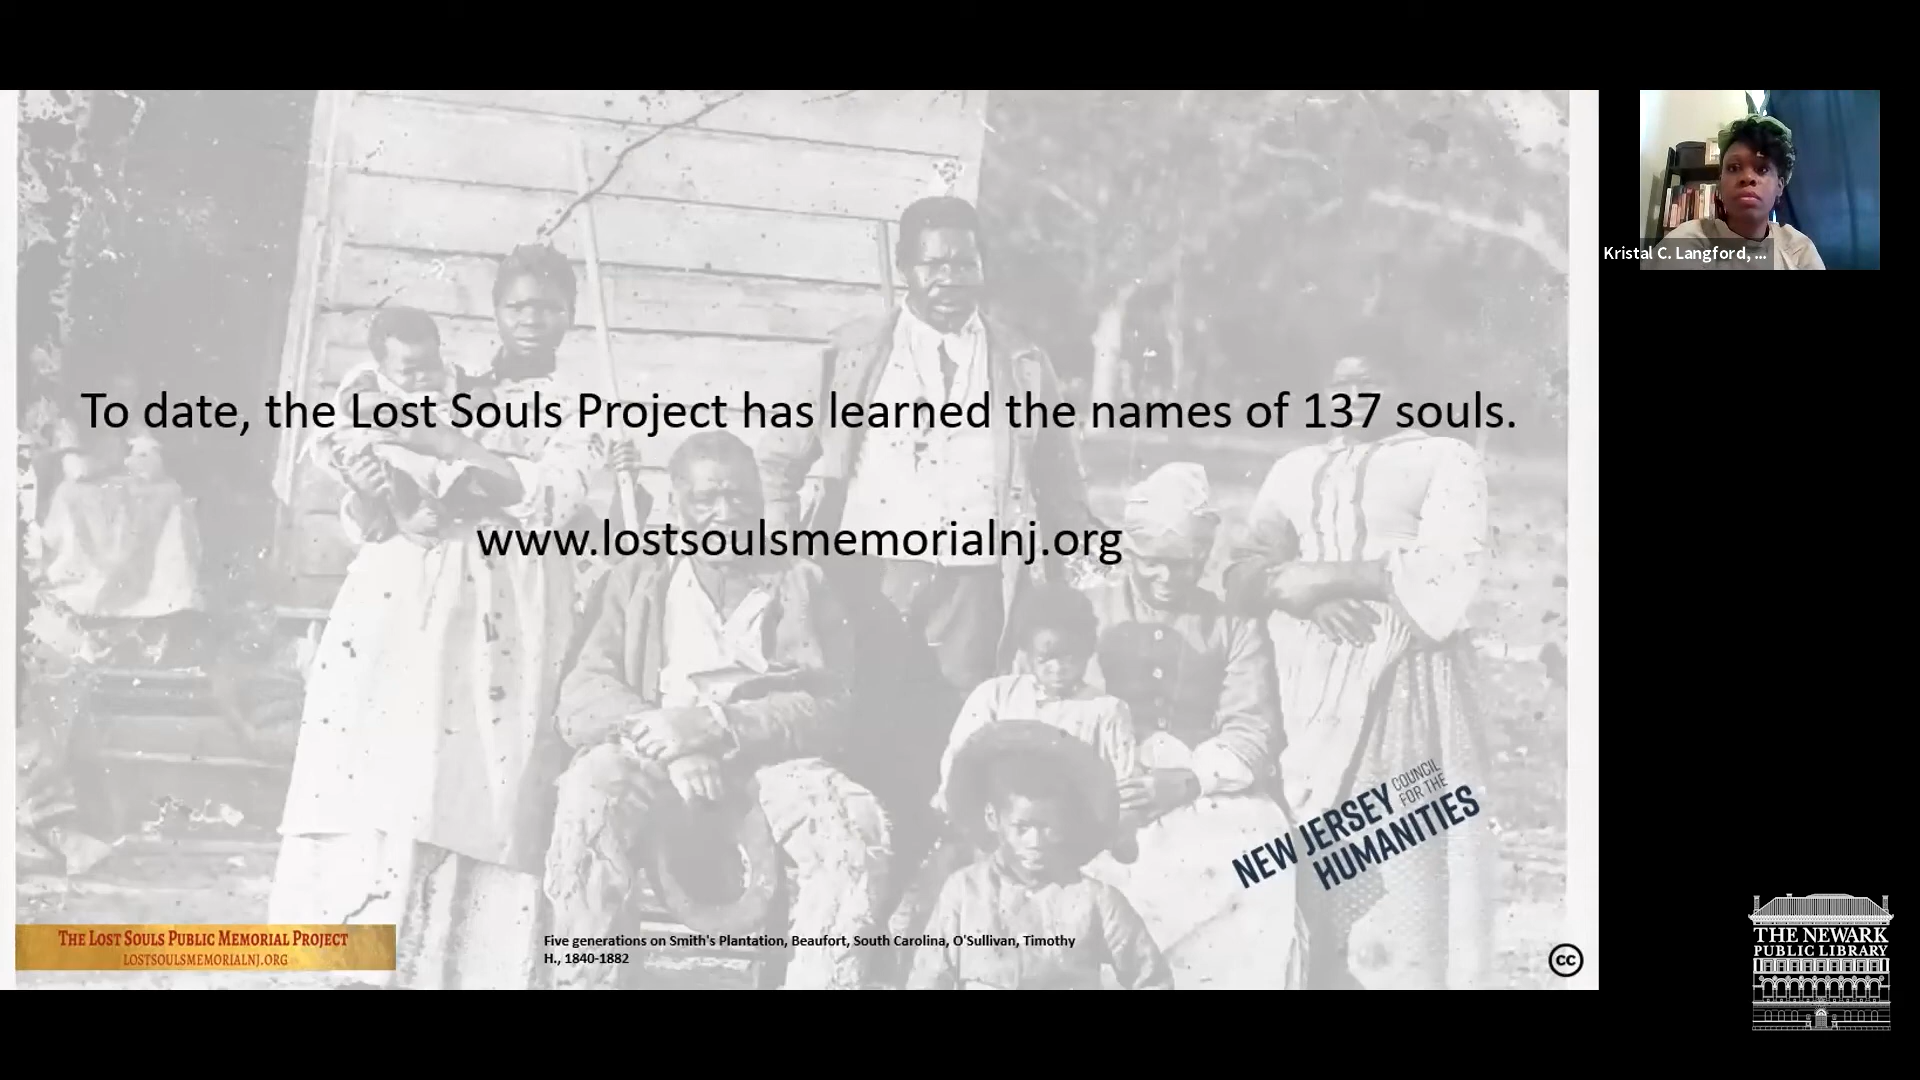 To date, the Lost Souls Project has learned the names of 137 souls.
www.lostsoulsmemorialnj.org
Kristal C. Langford, ...
NEW JERSEY COUNCIL FOR THE
HUMANITIES
THE LOST SOULS PUBLIC MEMORIAL PROJECT
LOSTSOULSMEMORIALNJ.ORG
Five generations on Smith's Plantation, Beaufort, South Carolina, O'Sullivan, Timothy
H., 1840-1882
cc
THE NEWARK
PUBLIC LIBRARY